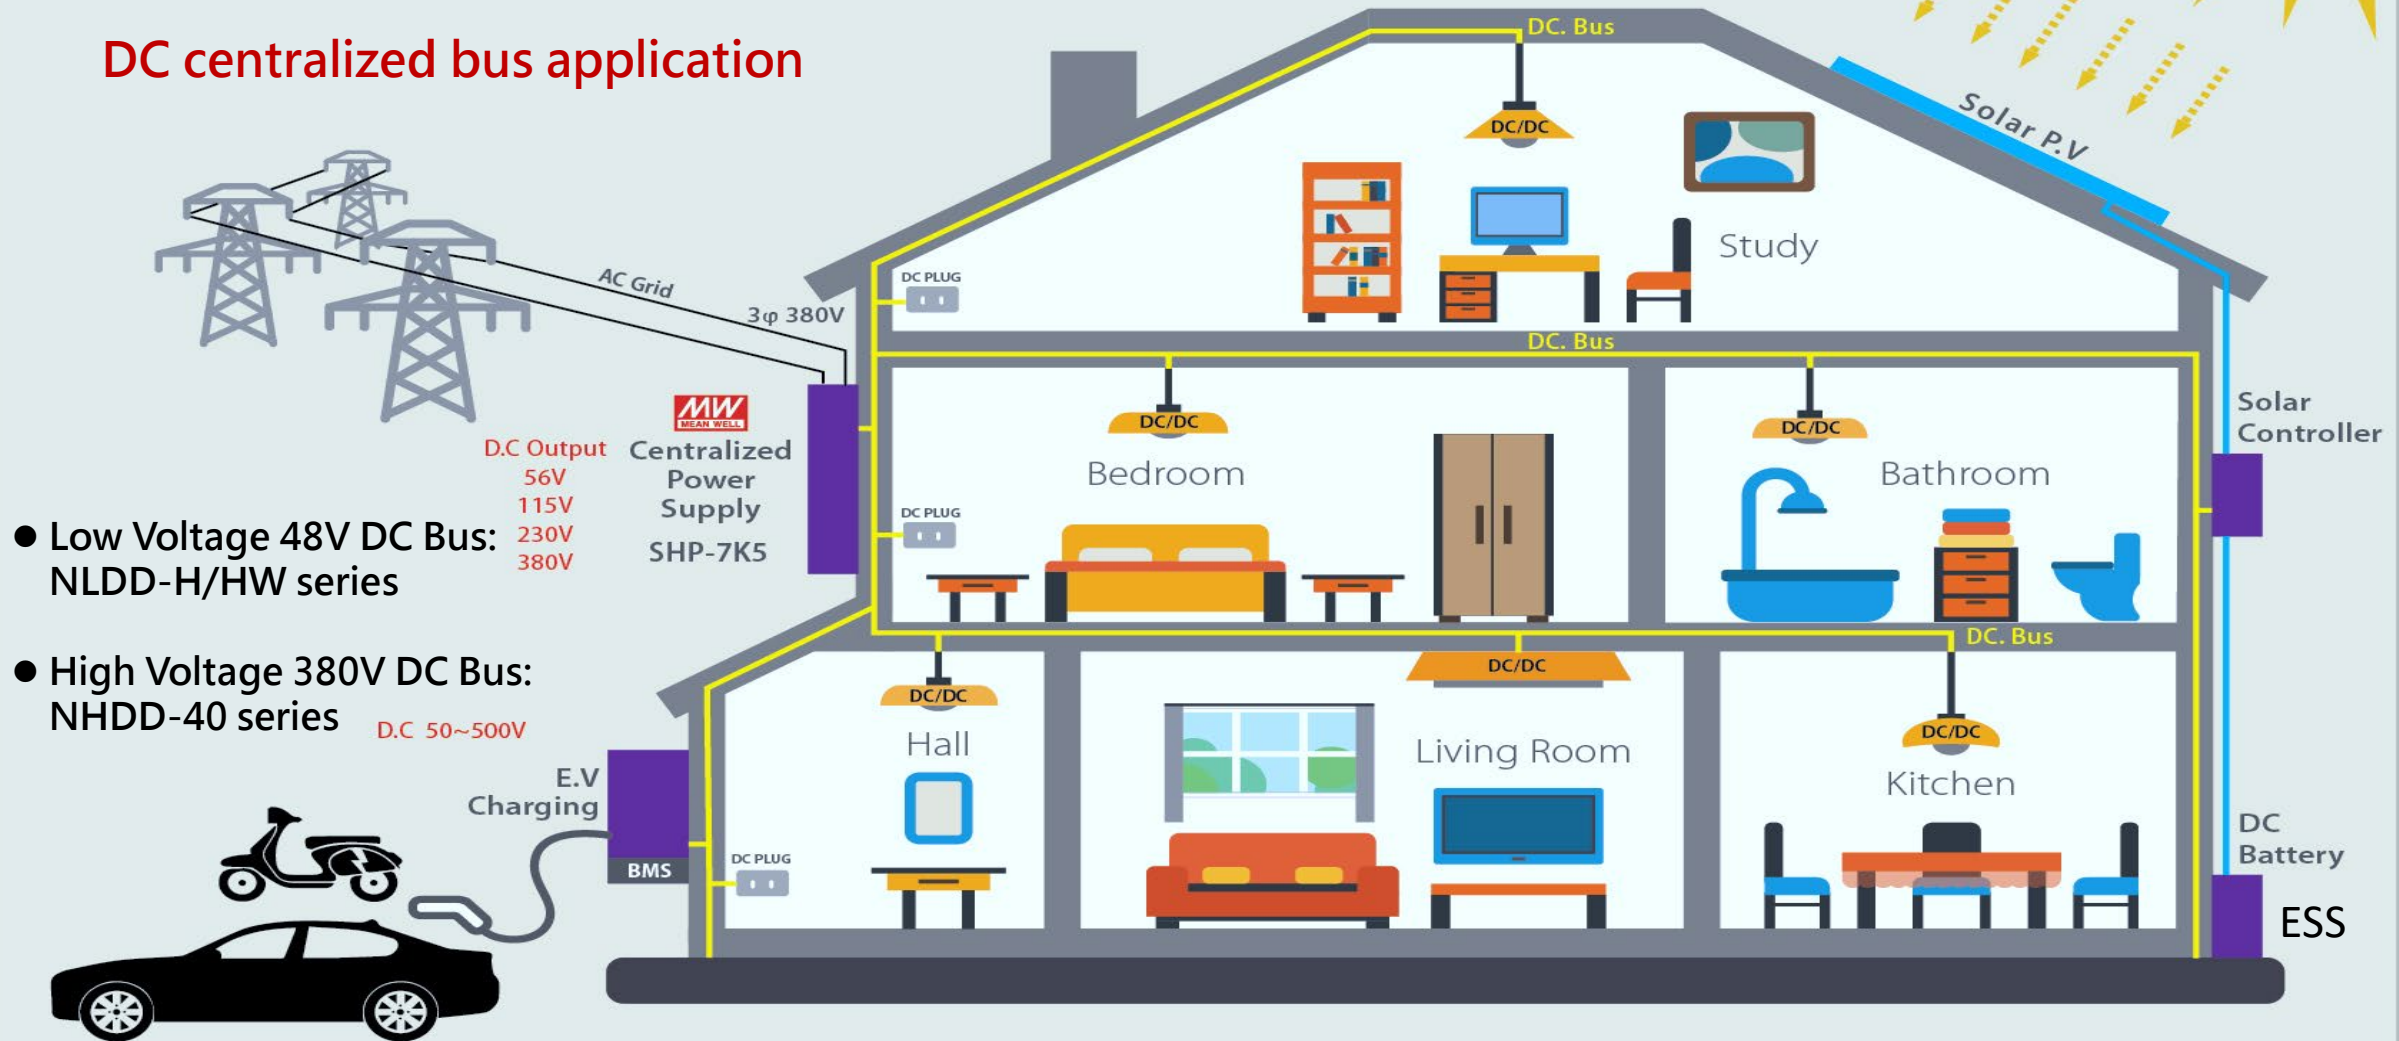 DC centralized bus application
DC. Bus
DC/DC
Solar P.V
Study
DC PLUG
AC Grid
3φ 380V
DC. Bus
MW
MEAN WELL
Centralized
Power
Supply
SHP-7K5
D.C Output
56V
115V
230V
380V
DC/DC
Bedroom
DC PLUG
DC/DC
Bathroom
Solar
Controller
● Low Voltage 48V DC Bus:
NLDD-H/HW series
● High Voltage 380V DC Bus:
NHDD-40 series
D.C 50~500V
DC. Bus
DC/DC
Hall
DC/DC
Living Room
DC/DC
Kitchen
E.V
Charging
BMS
DC PLUG
DC
Battery
ESS